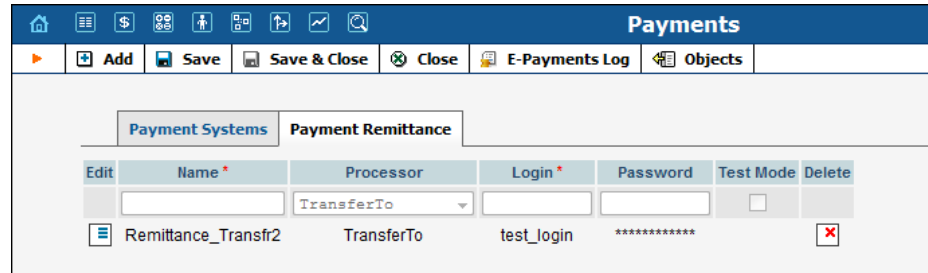 Payments
Add Save Save & Close Close E-Payments Log Objects
Payment Systems Payment Remittance
Edit Name * Processor Login * Password Test Mode Delete
TransferTo
Remittance_Transfr2 TransferTo test_login ************